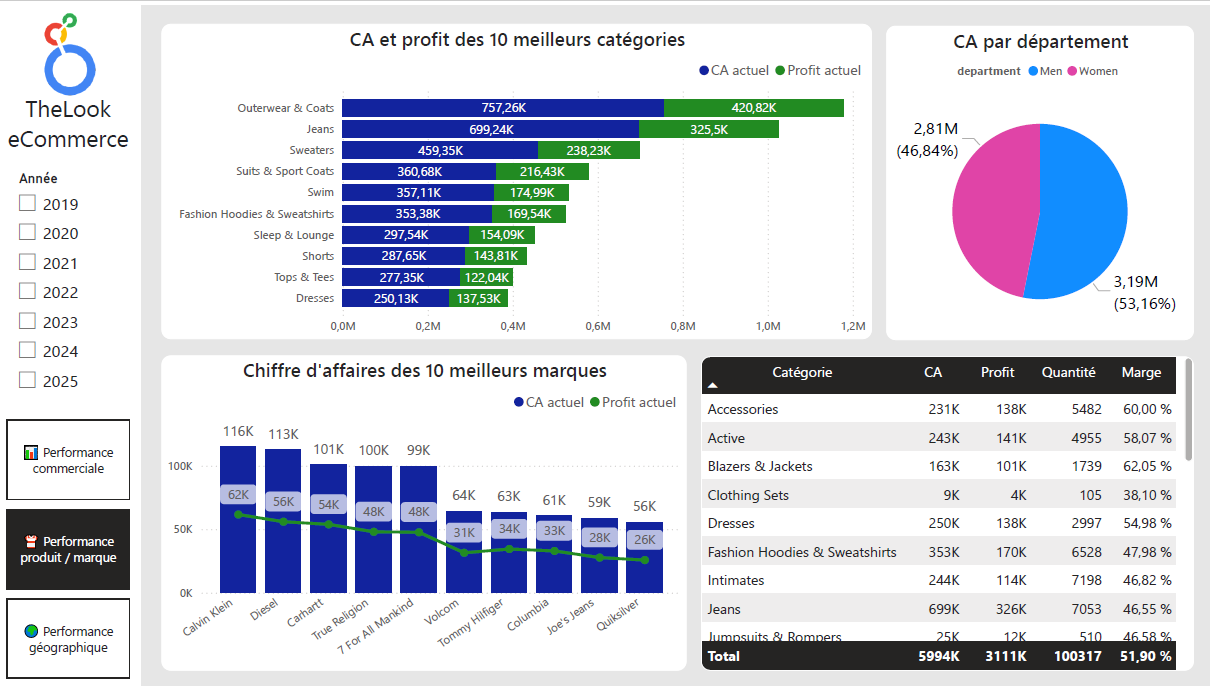 TheLook
eCommerce
Année
2019
2020
2021
2022
2023
2024
2025
Performance
commerciale
Performance
produit / marque
Performance
géographique
CA et profit des 10 meilleurs catégories
CA actuel Profit actuel
Outerwear & Coats 757,26K 420,82K
Jeans 699,24K 325,5K
Sweaters 459,35K 238,23K
Suits & Sport Coats 360,68K 216,43K
Swim 357,11K 174,99K
Fashion Hoodies & Sweatshirts 353,38K 169,54K
Sleep & Lounge 297,54K 154,09K
Shorts 287,65K 143,81K
Tops & Tees 277,35K 122,04K
Dresses 250,13K 137,53K
0,0M 0,2M 0,4M 0,6M 0,8M 1,0M 1,2M
CA par département
department Men Women
2,81M
(46,84%)
3,19M
(53,16%)
Chiffre d'affaires des 10 meilleurs marques
CA actuel Profit actuel
116K 113K 101K 100K 99K 64K 63K 61K 59K 56K
100K
62K 56K 54K 48K 48K 31K 34K 33K 28K 26K
50K
0K
Calvin Klein Diesel Carhartt True Religion 7 For All Mankind Volcom Tommy Hilfiger Columbia Joe's Jeans Quiksilver
Catégorie CA Profit Quantité Marge
Accessories 231K 138K 5482 60,00 %
Active 243K 141K 4955 58,07 %
Blazers & Jackets 163K 101K 1739 62,05 %
Clothing Sets 9K 4K 105 38,10 %
Dresses 250K 138K 2997 54,98 %
Fashion Hoodies & Sweatshirts 353K 170K 6528 47,98 %
Intimates 244K 114K 7198 46,82 %
Jeans 699K 326K 7053 46,55 %
Jumpsuits & Rompers 25K 12K 510 46,58 %
Total 5994K 3111K 100317 51,90 %